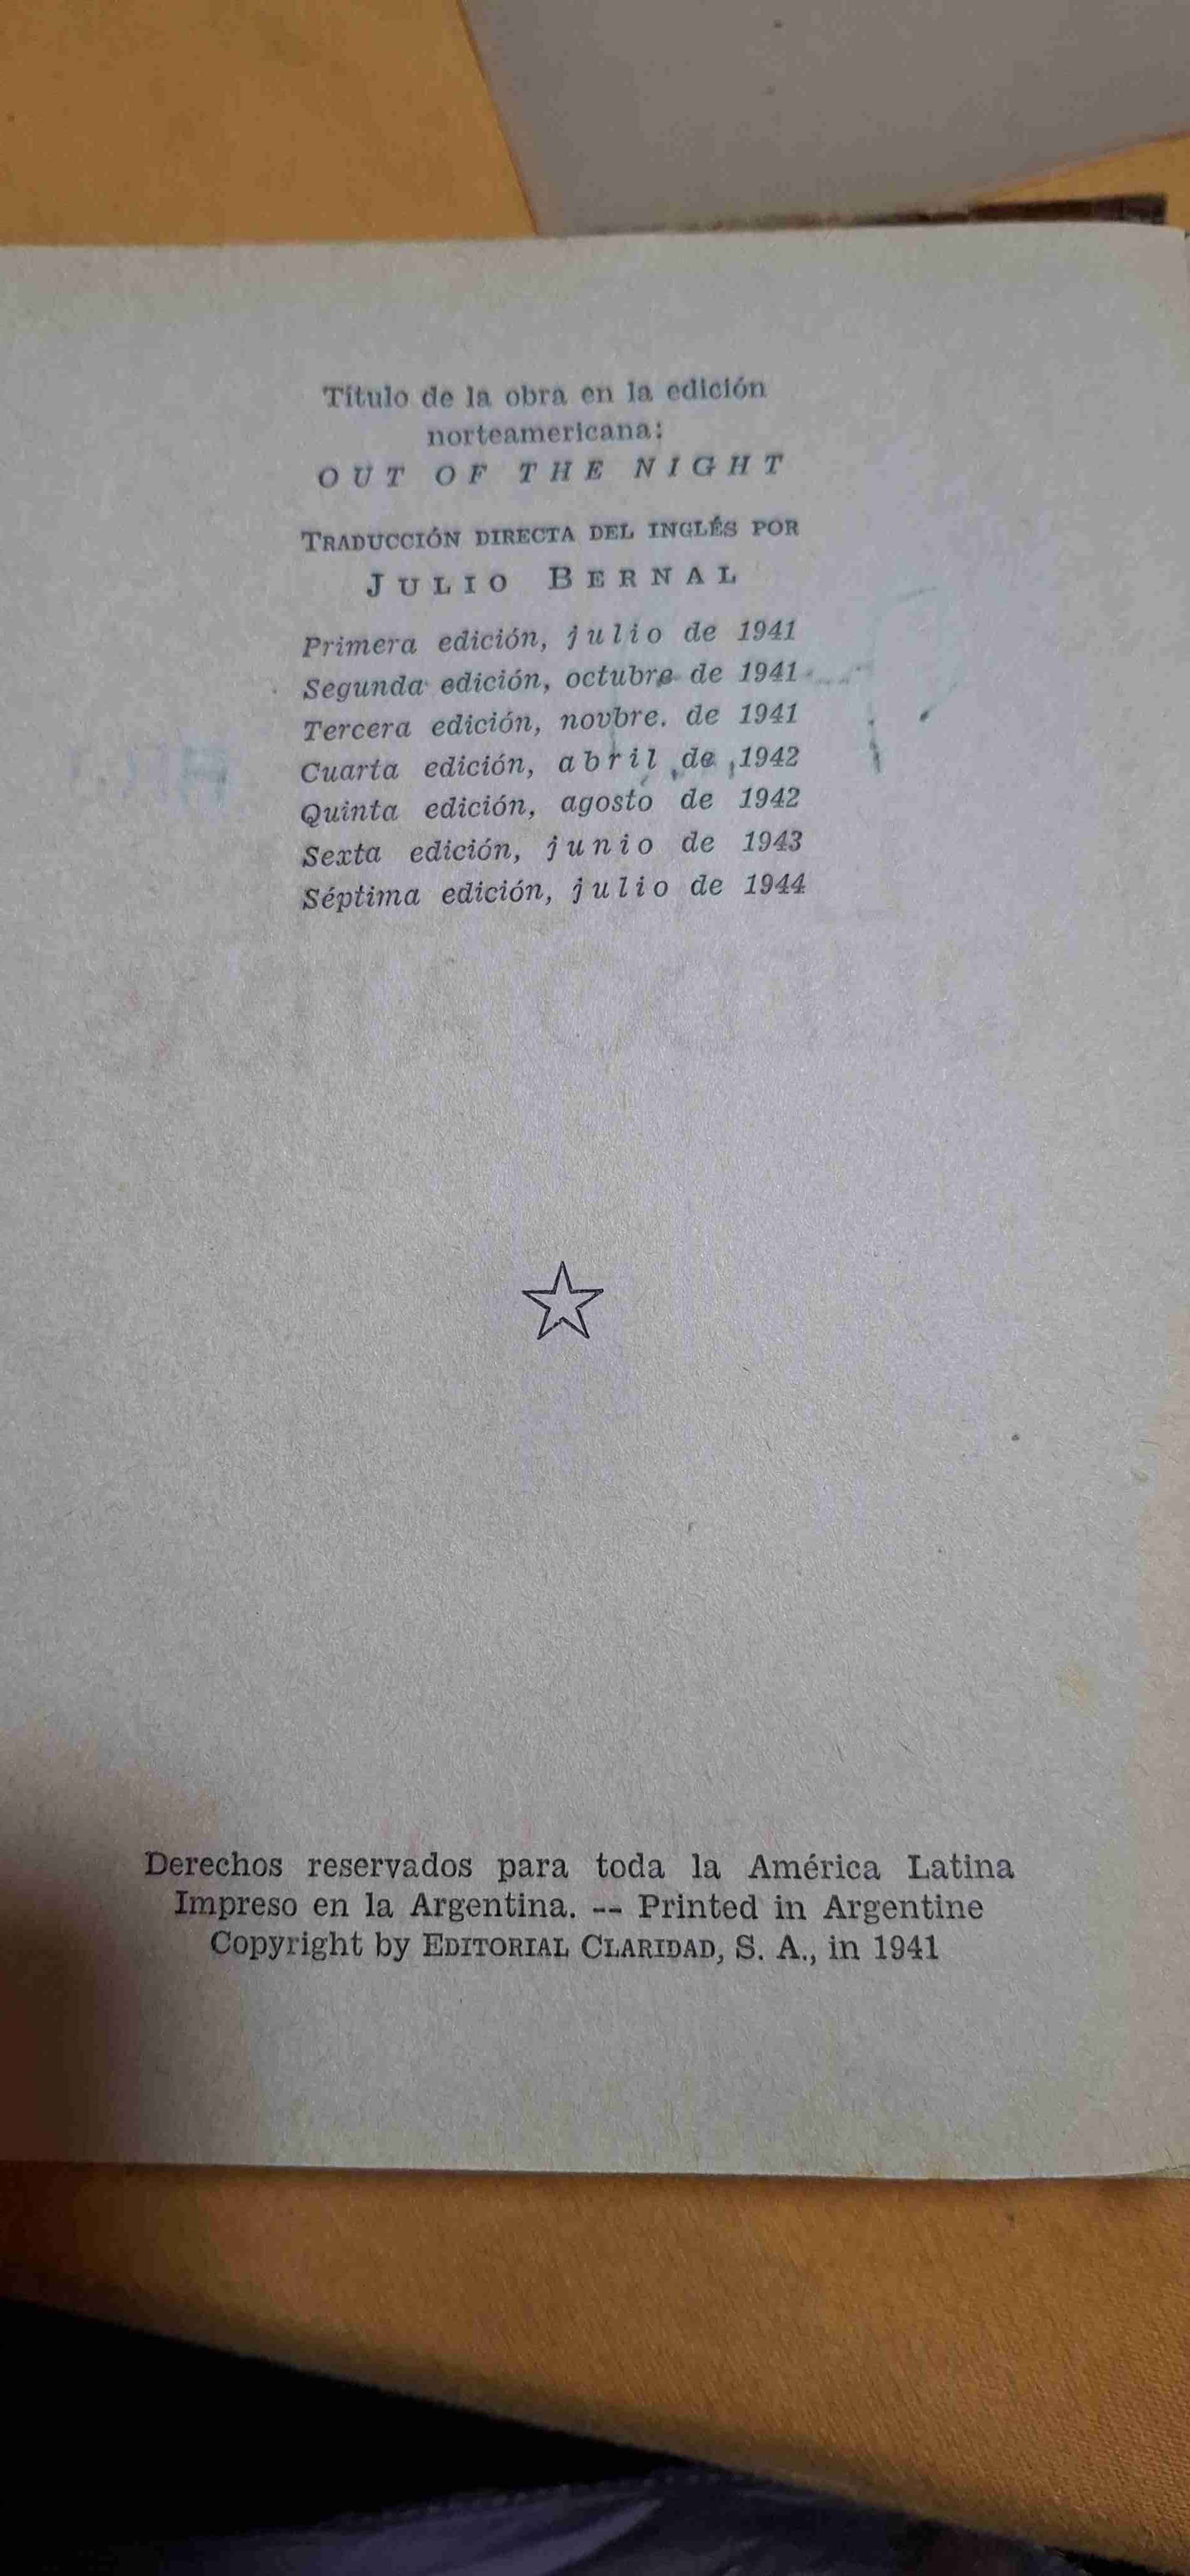 Título de la obra en la edición
norteamericana:
OUT OF THE NIGHT
TRADUCCIÓN DIRECTA DEL INGLÉS POR
JULIO BERNAL
Primera edición, julio de 1941
Segunda edición, octubre de 1941
Tercera edición, novbre. de 1941
Cuarta edición, abril de 1942
Quinta edición, agosto de 1942
Sexta edición, junio de 1943
Séptima edición, julio de 1944
Derechos reservados para toda la América Latina
Impreso en la Argentina. -- Printed in Argentine
Copyright by EDITORIAL CLARIDAD, S. A., in 1941